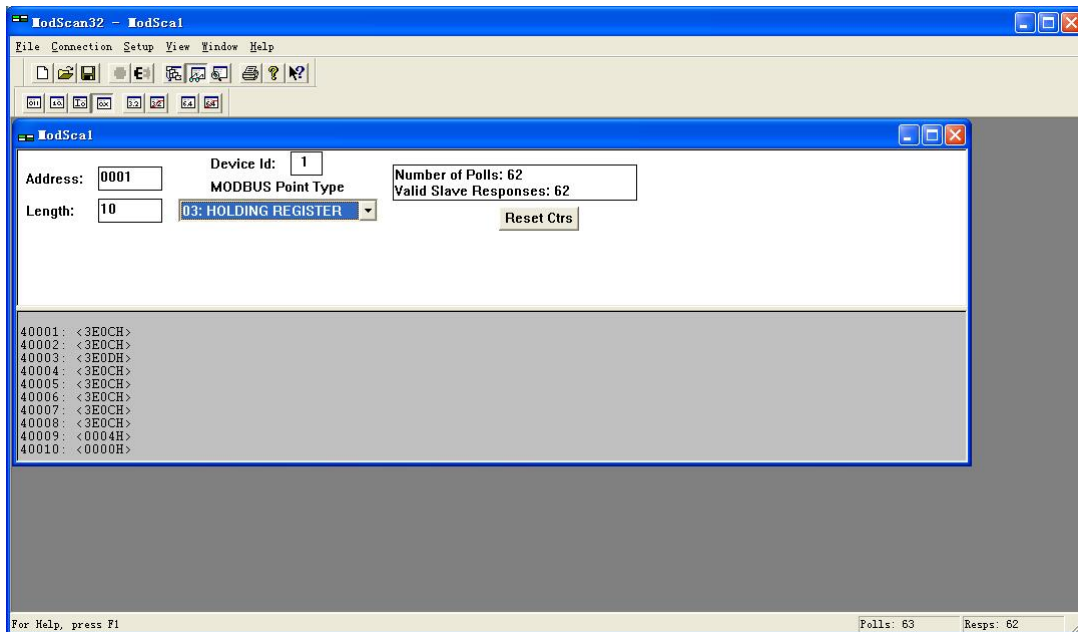 ModScan32 - ModSca1
File Connection Setup View Window Help
ModSca1
Address: 0001
Device Id: 1
MODBUS Point Type
Length: 10
03: HOLDING REGISTER
Number of Polls: 62
Valid Slave Responses: 62
Reset Ctrs
40001: <3E0CH>
40002: <3E0CH>
40003: <3E0DH>
40004: <3E0CH>
40005: <3E0CH>
40006: <3E0CH>
40007: <3E0CH>
40008: <3E0CH>
40009: <0004H>
40010: <0000H>
For Help, press F1
Polls: 63
Resps: 62